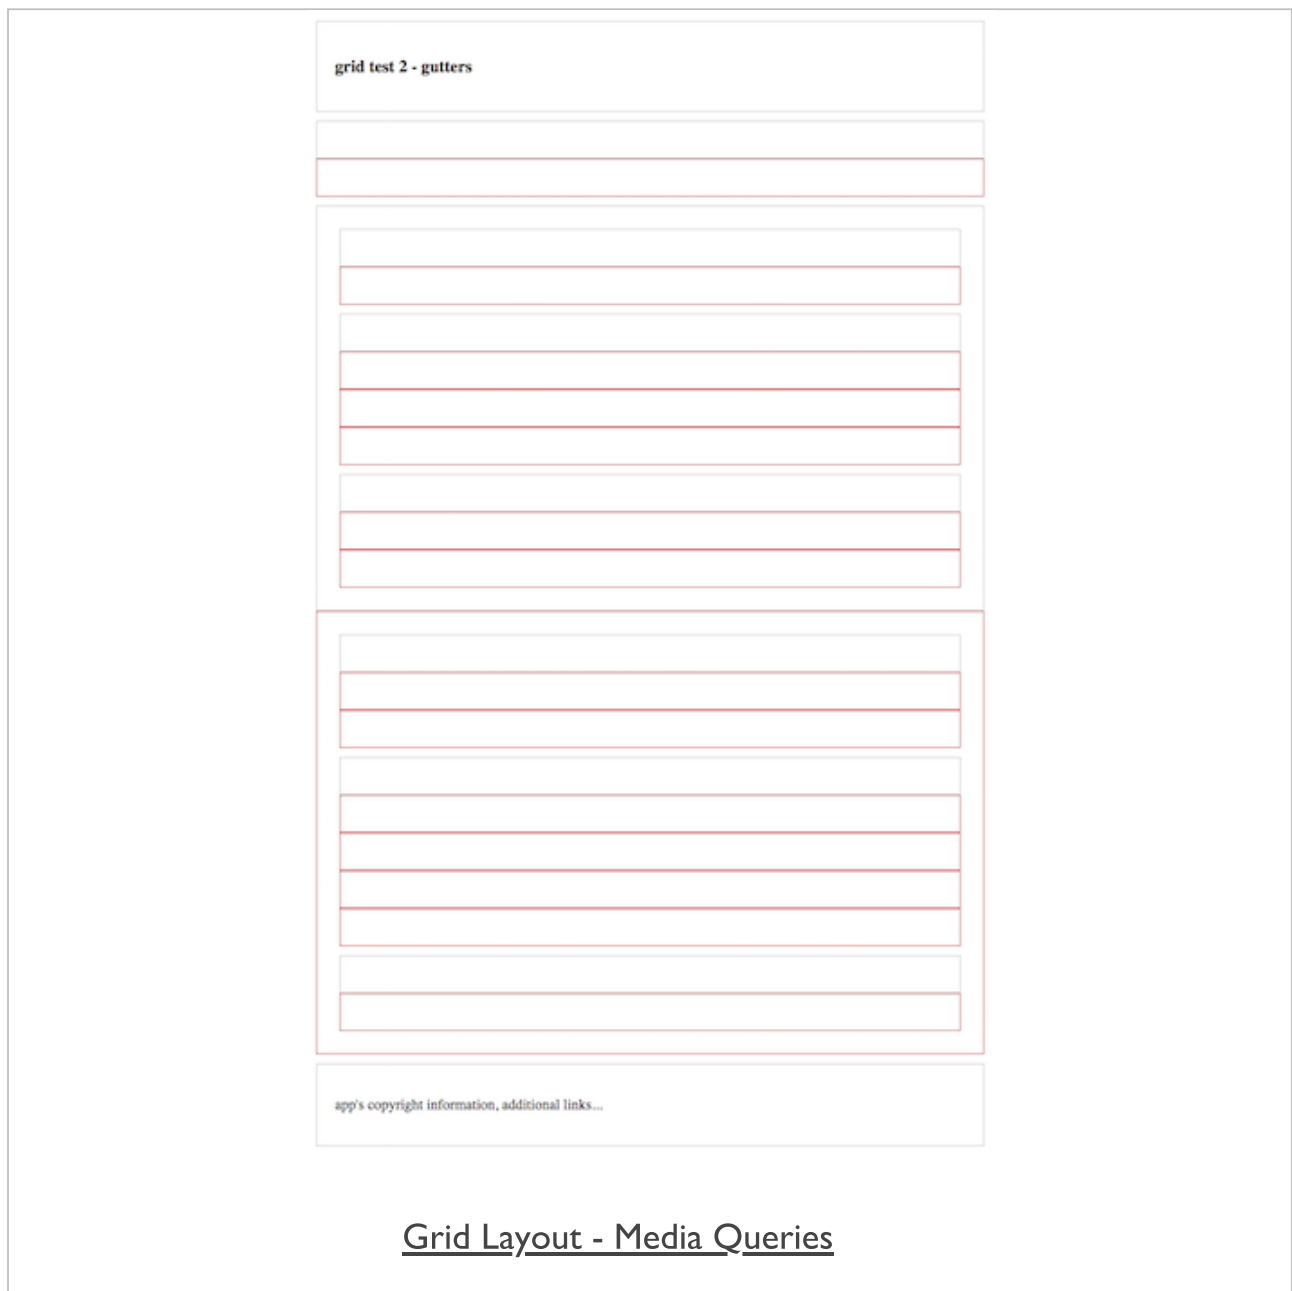 grid test 2 - gutters
app's copyright information, additional links...
Grid Layout - Media Queries